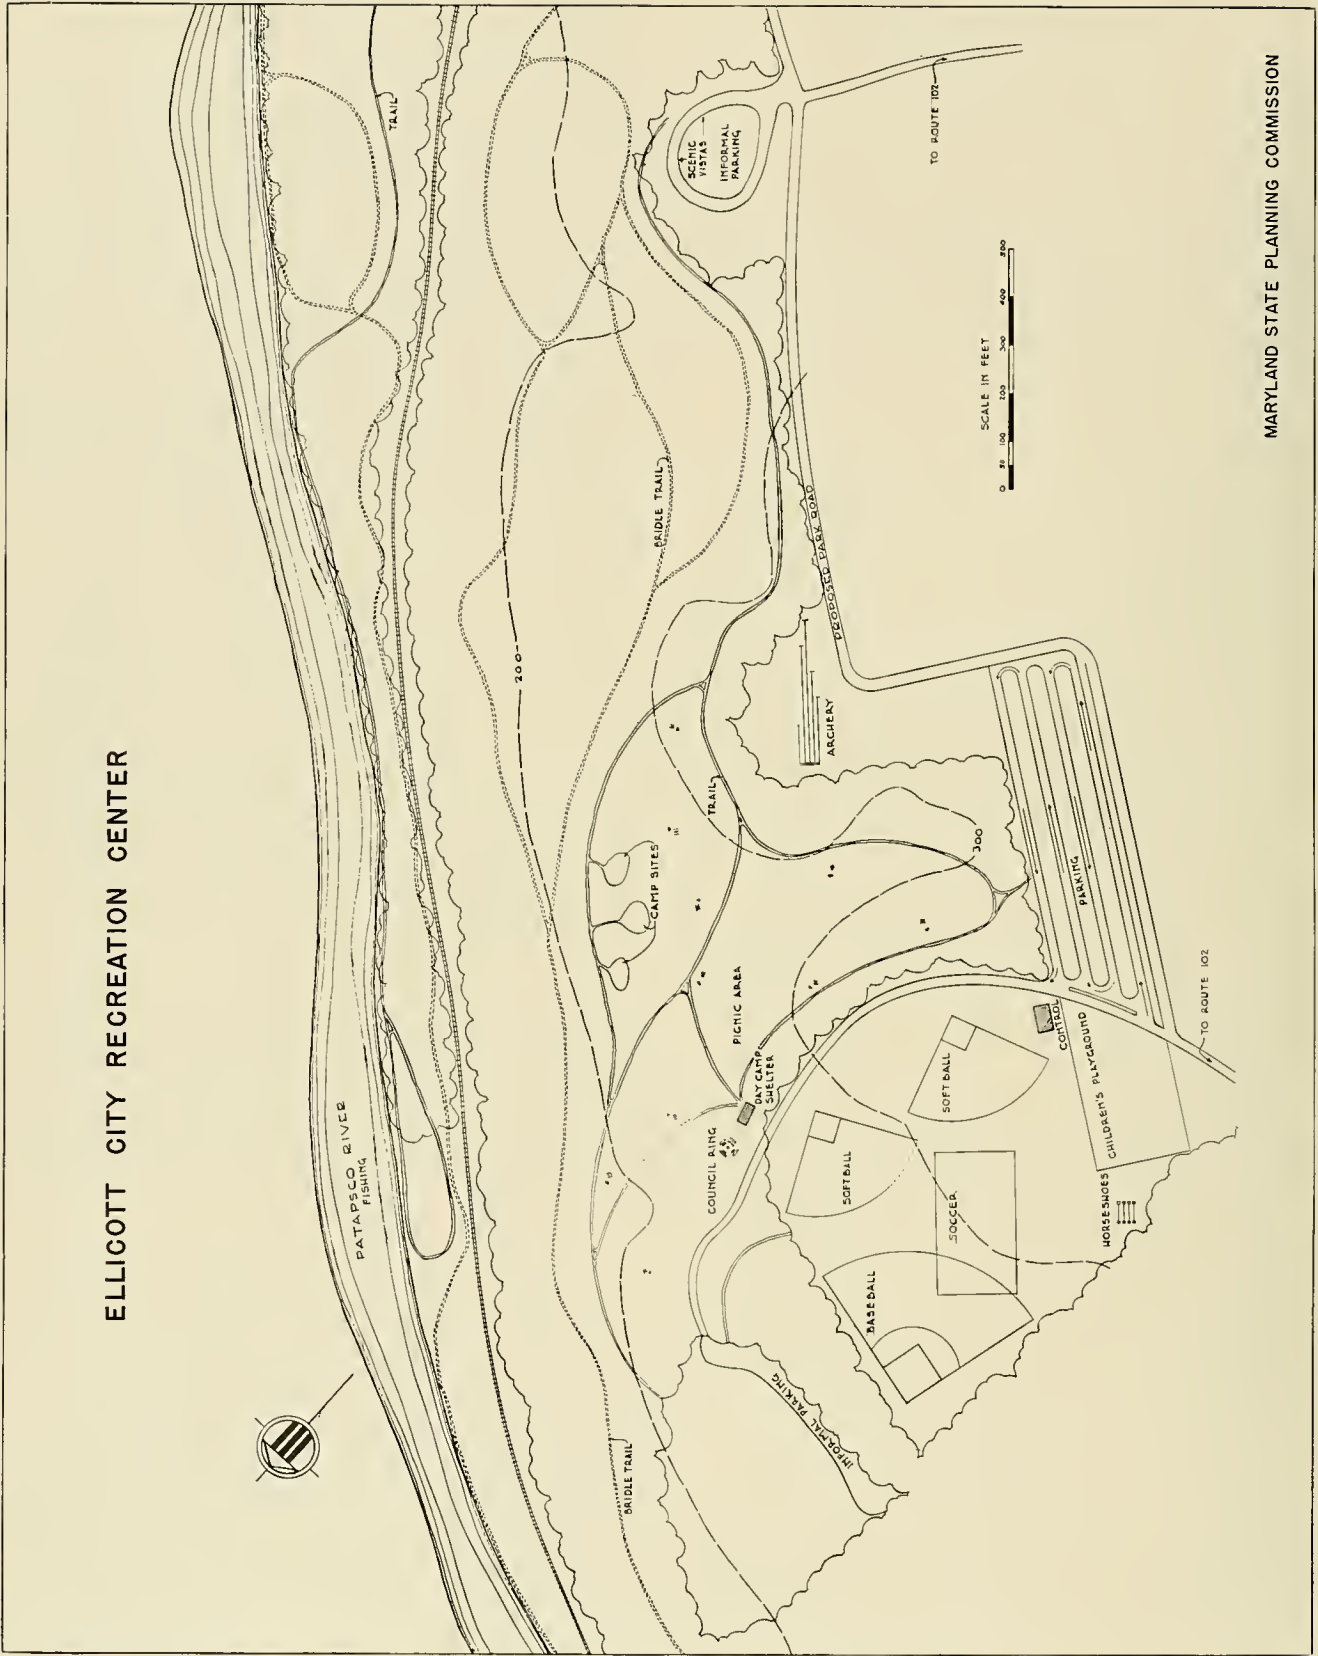 ELLICOTT CITY RECREATION CENTER
PATAPSCO RIVER
FISHING
TRAIL
200
BRIDLE TRAIL
BRIDLE TRAIL
CAMP SITES
TRAIL
SCENIC
VISTAS
INFORMAL
PARKING
COUNCIL RING
PICNIC AREA
DAY CAMP
SHELTER
INFORMAL PARKING
ARCHERY
PROPOSED PARK ROAD
SOFT BALL
BASEBALL
SOCCER
SOFT BALL
300
TO ROUTE 102
SCALE IN FEET
0 50 100 200 300 400 500
CONTROL
PARKING
CHILDREN'S PLAYGROUND
HORSESHOES
TO ROUTE 102
MARYLAND STATE PLANNING COMMISSION